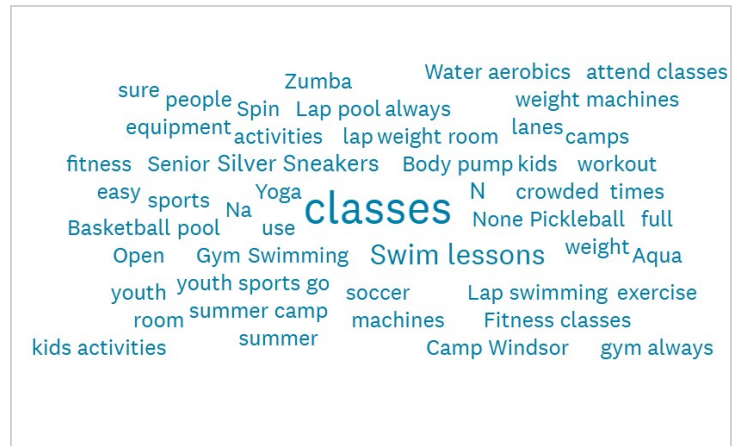 Water aerobics attend classes
Zumba
sure people Spin Lap pool always weight machines
equipment activities lap weight room lanes camps
fitness Senior Silver Sneakers Body pump kids workout
easy sports Na Yoga classes N crowded times
Basketball pool use None Pickleball full
Open Gym Swimming Swim lessons weight Aqua
youth youth sports go soccer Lap swimming exercise
room summer camp machines Fitness classes
kids activities summer Camp Windsor gym always